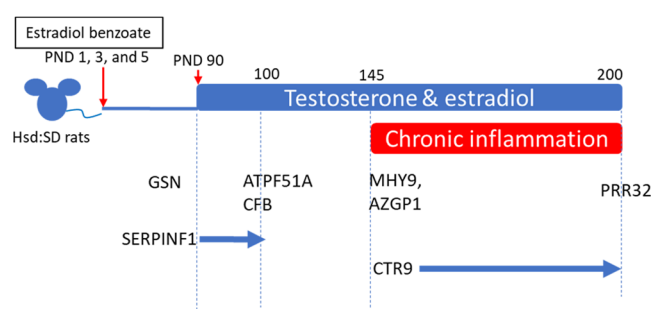 Estradiol benzoate
PND 1, 3, and 5
PND 90
100
145
200
Testosterone & estradiol
Hsd:SD rats
Chronic inflammation
GSN
ATPF51A
CFB
MHY9,
AZGP1
PRR32
SERPINF1
CTR9